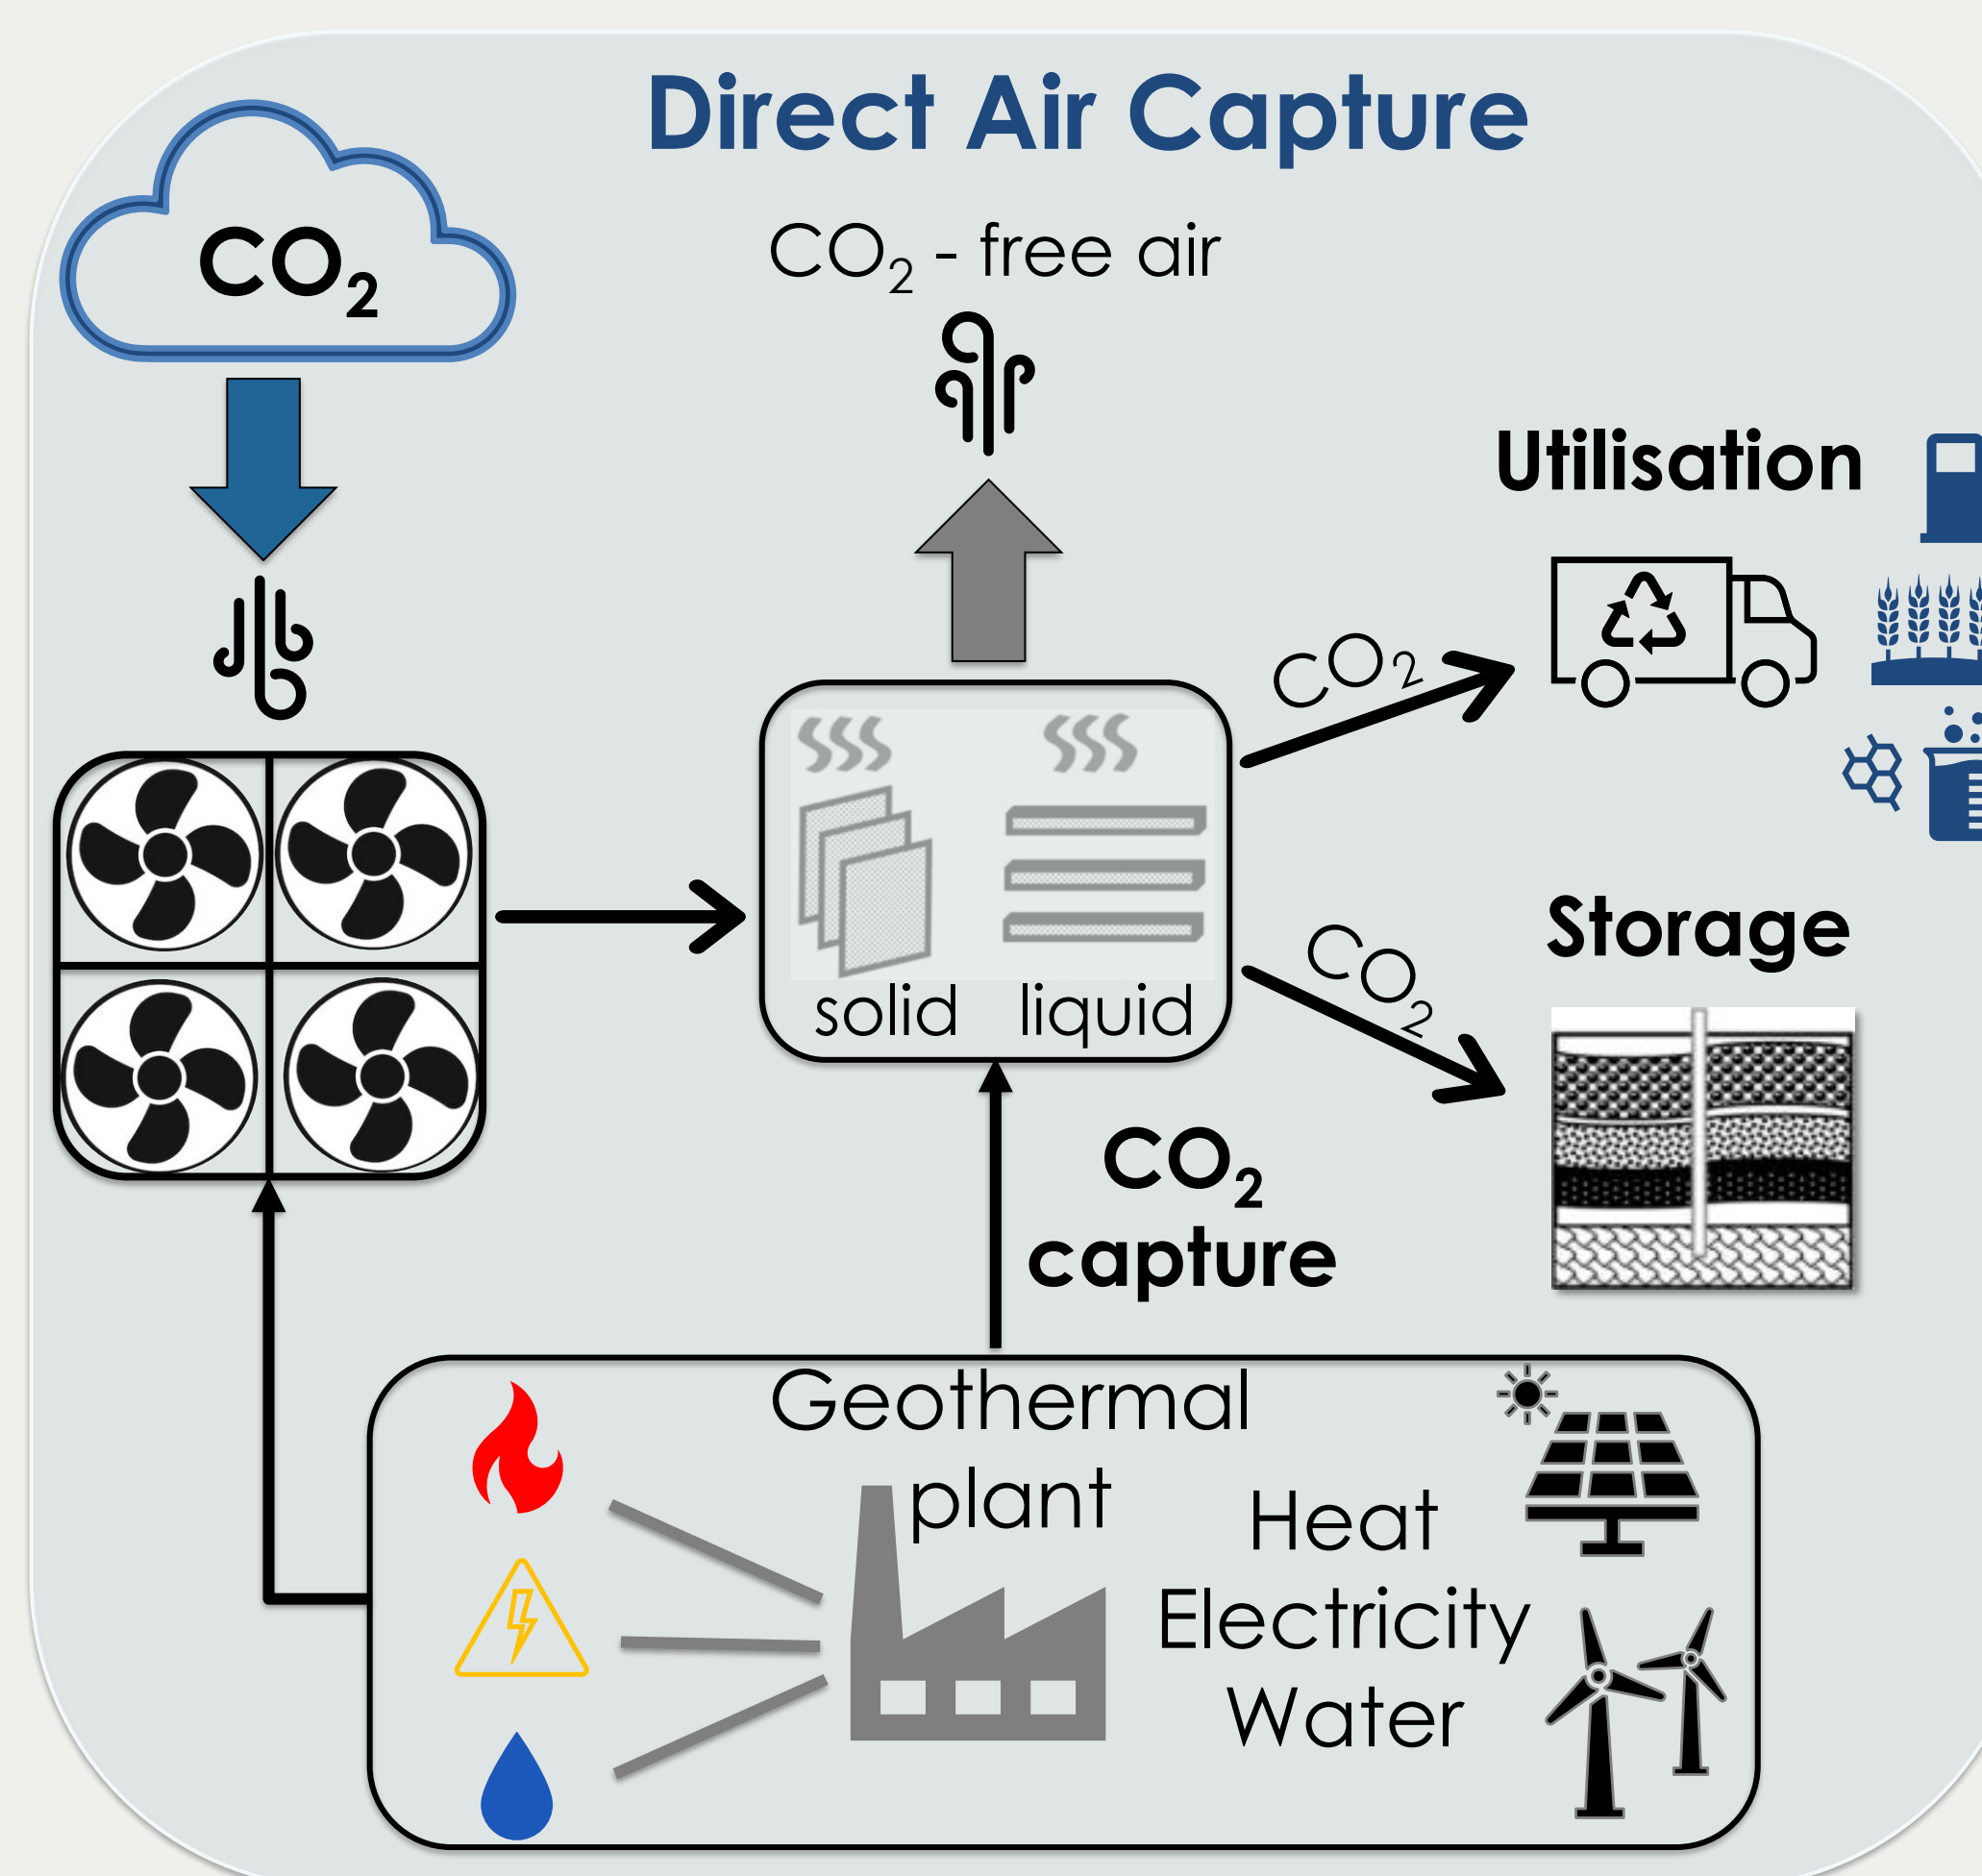 Direct Air Capture
CO₂
CO₂ - free air
Utilisation
CO₂
solid liquid
CO₂
Storage
CO₂
capture
Geothermal
plant
Heat
Electricity
Water